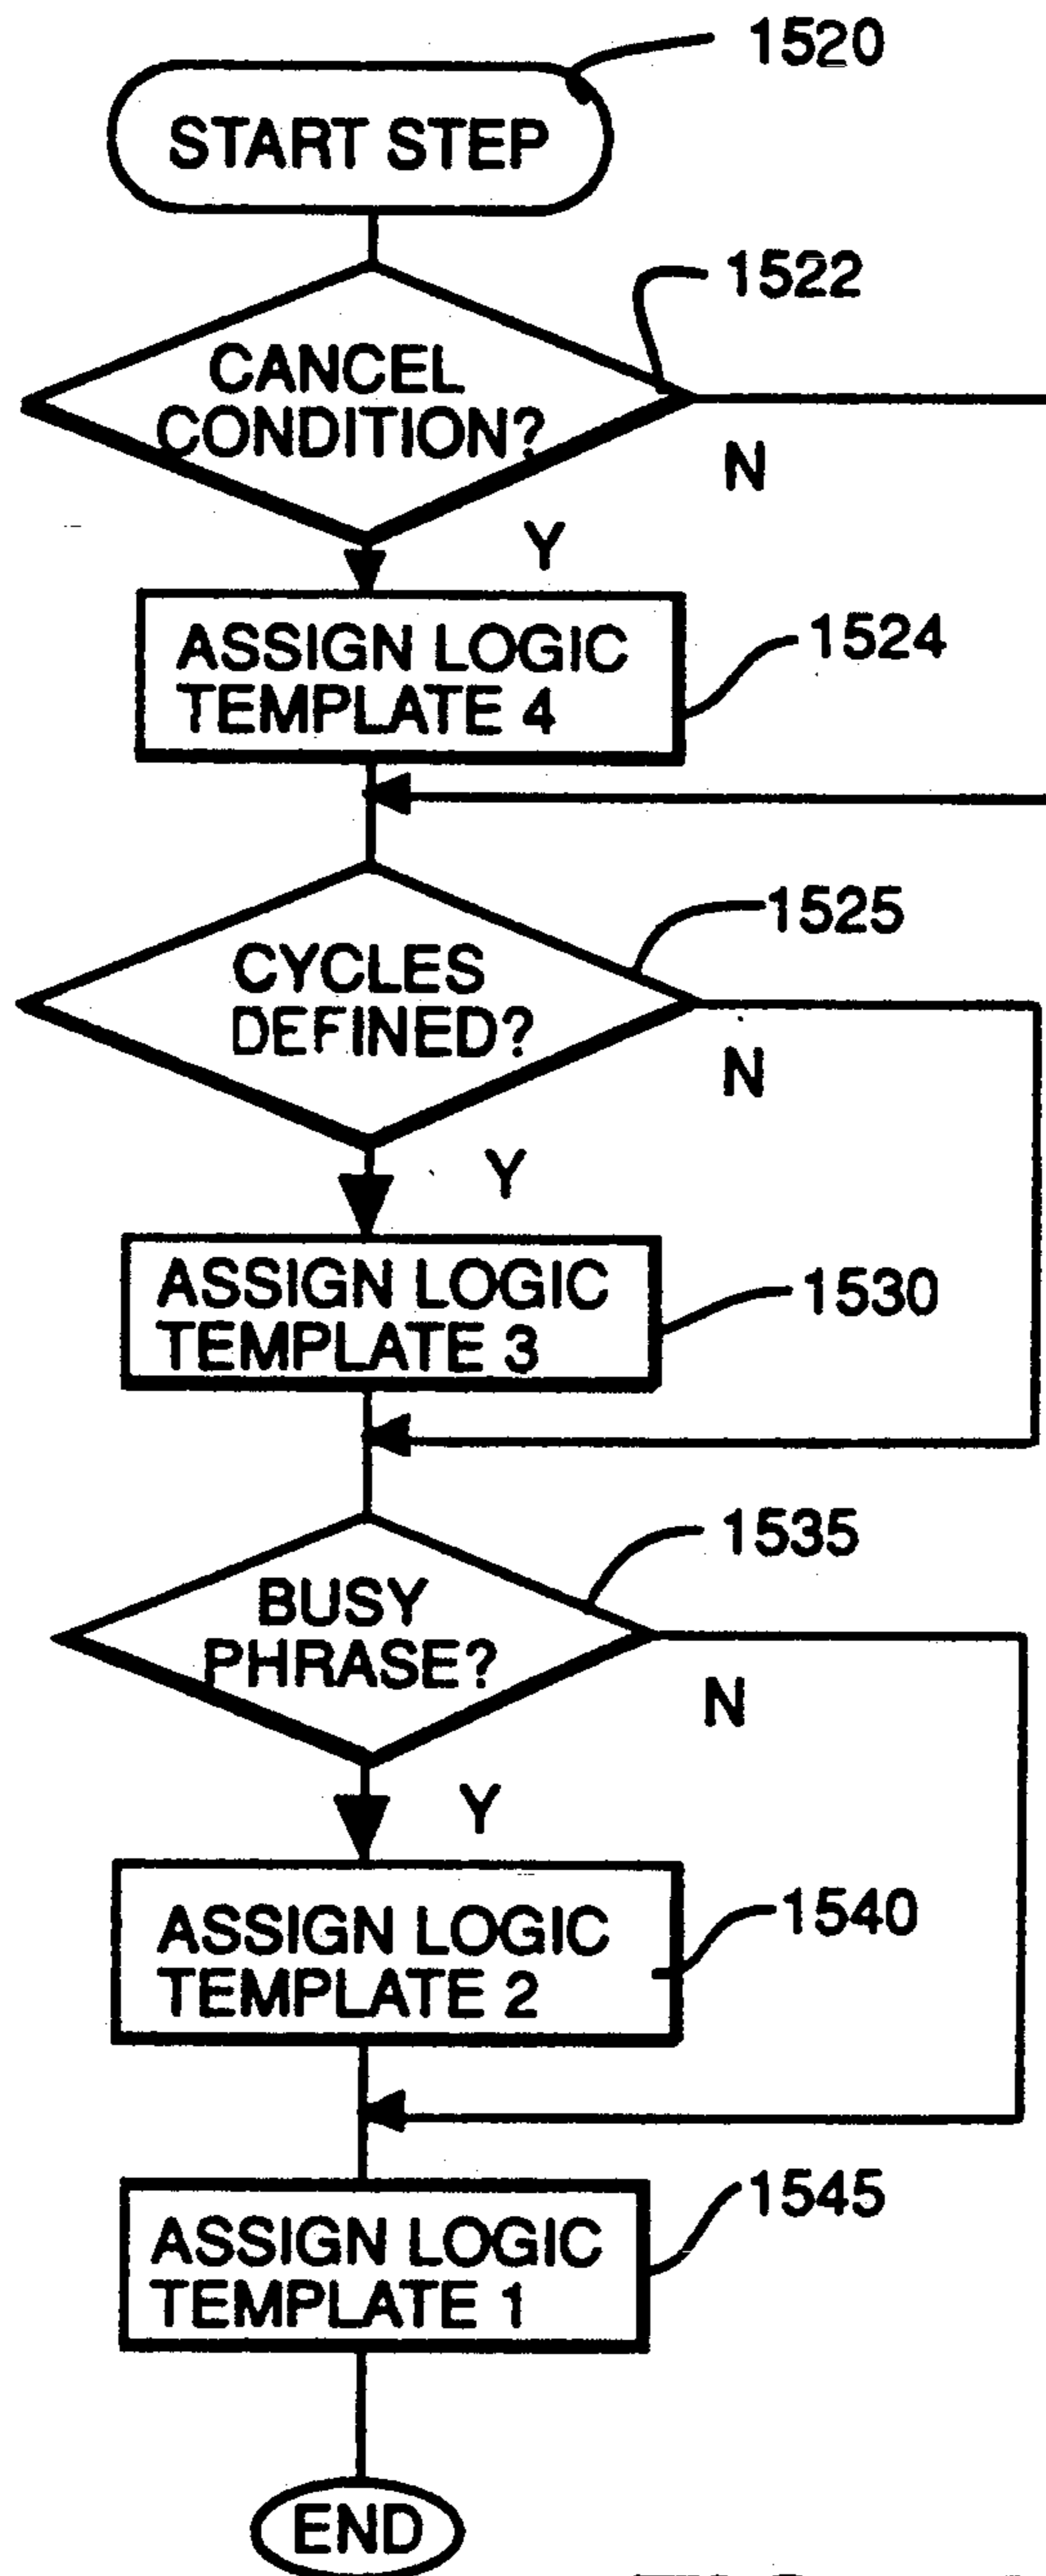 1520
START STEP
1522
CANCEL
CONDITION?
N
Y
ASSIGN LOGIC
TEMPLATE 4
1524
1525
CYCLES
DEFINED?
N
Y
ASSIGN LOGIC
TEMPLATE 3
1530
1535
BUSY
PHRASE?
N
Y
ASSIGN LOGIC
TEMPLATE 2
1540
1545
ASSIGN LOGIC
TEMPLATE 1
END